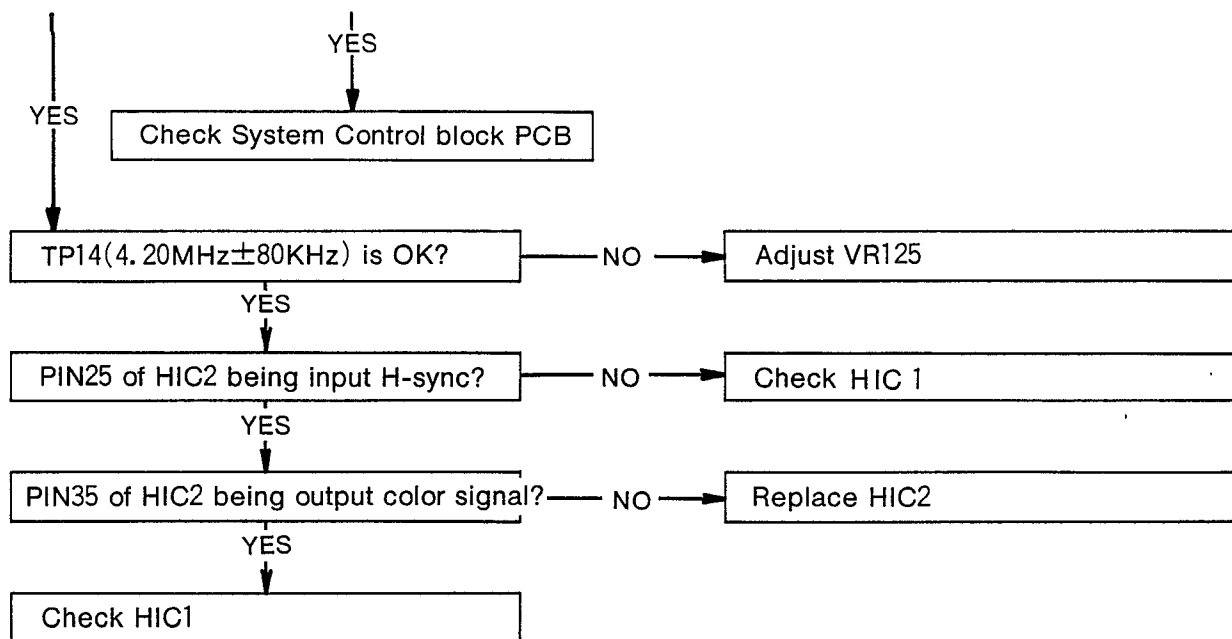 YES
YES
Check System Control block PCB
TP14(4.20MHz±80KHz) is OK?
NO
Adjust VR125
YES
PIN25 of HIC2 being input H-sync?
NO
Check HIC 1
YES
PIN35 of HIC2 being output color signal?
NO
Replace HIC2
YES
Check HIC1